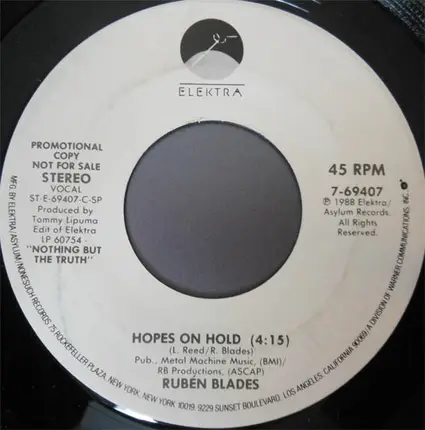 ELEKTRA
PROMOTIONAL
COPY
NOT FOR SALE
STEREO
VOCAL
ST-E-69407-C-SP
Produced by
Tommy Lipuma
Edit of Elektra
LP 60754 -
"NOTHING BUT
THE TRUTH"
45 RPM
7-69407
℗ 1988 Elektra/
Asylum Records.
All Rights
Reserved.
HOPES ON HOLD (4:15)
(L. Reed/R. Blades)
Pub., Metal Machine Music, (BMI)/
RB Productions, (ASCAP)
RUBÉN BLADES
MFG. BY ELEKTRA/ASYLUM/NONESUCH RECORDS 75 ROCKEFELLER PLAZA, NEW YORK, NEW YORK 10019. 9229 SUNSET BOULEVARD, LOS ANGELES, CALIFORNIA 90069 / A DIVISION OF WARNER COMMUNICATIONS, INC.